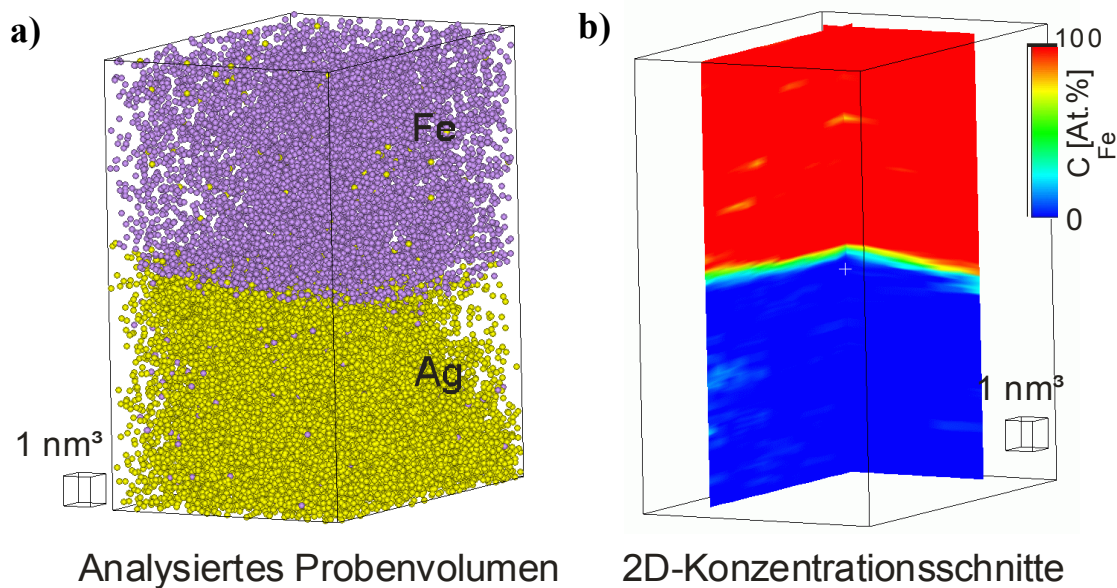 a)
Fe
Ag
1 nm³
Analysiertes Probenvolumen
b)
100
C Fe [At.%]
0
1 nm³
2D-Konzentrationsschnitte